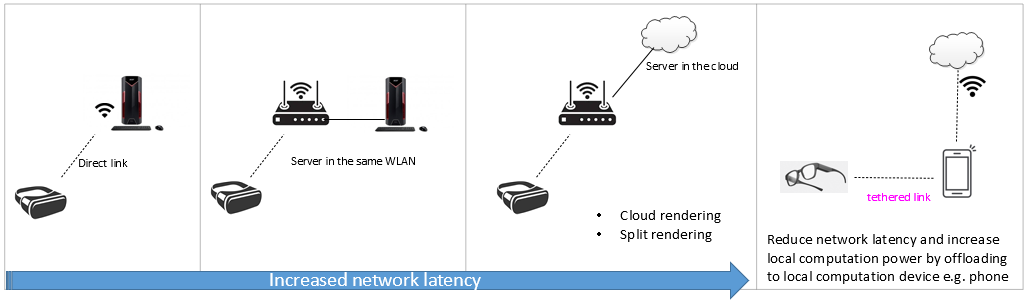 Direct link
Server in the same WLAN
Server in the cloud
• Cloud rendering
• Split rendering
tethered link
Reduce network latency and increase
local computation power by offloading
to local computation device e.g. phone
Increased network latency